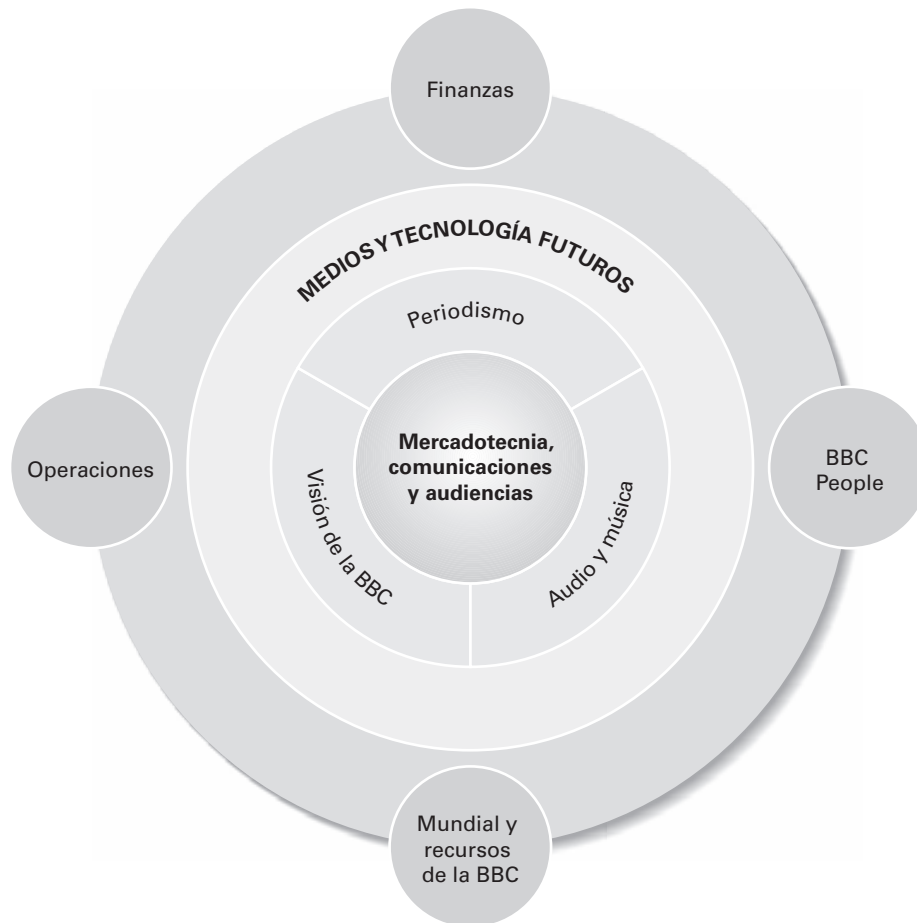 Finanzas
MEDIOS Y TECNOLOGÍA FUTUROS
Periodismo
Operaciones
Visión de la BBC
Mercadotecnia,
comunicaciones
y audiencias
Audio y música
BBC
People
Mundial y
recursos
de la BBC